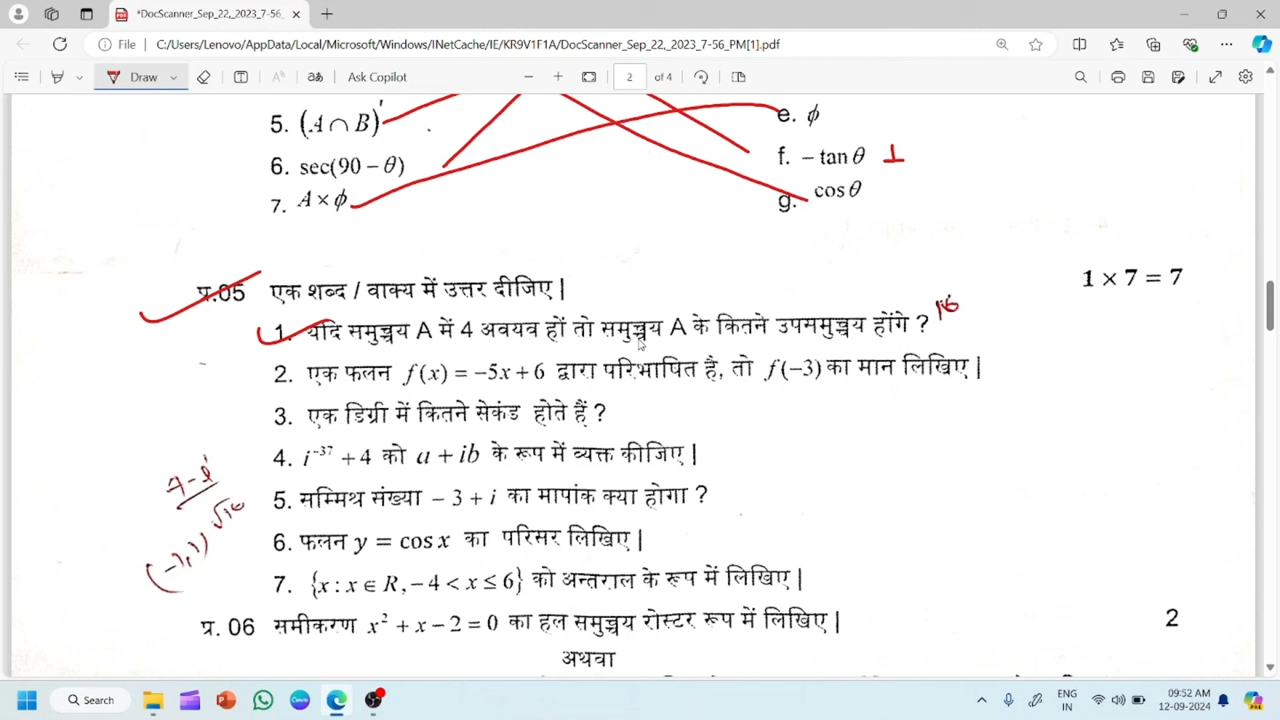 *DocScanner_Sep_22,_2023_7-56_
File
C:/Users/Lenovo/AppData/Local/Microsoft/Windows/INetCache/IE/KR9V1F1A/DocScanner_Sep_22,_2023_7-56_PM[1].pdf
Draw
Ask Copilot
2 of 4
5. (A ∩ B)′
e. ϕ
6. sec(90 − θ)
f. − tan θ ⊥
7. A × ϕ
g. cos θ
प्र.05 एक शब्द / वाक्य में उत्तर दीजिए | 1 × 7 = 7
1. यदि समुच्चय A में 4 अवयव हों तो समुच्चय A के कितने उपसमुच्चय होंगे ? 16
2. एक फलन f(x) = −5x + 6 द्वारा परिभाषित है, तो f(−3) का मान लिखिए |
3. एक डिग्री में कितने सेकंड होते हैं ?
4. i⁻³⁷ + 4 को a + ib के रूप में व्यक्त कीजिए |
4 - i
5. सम्मिश्र संख्या − 3 + i का मापांक क्या होगा ?
√10
6. फलन y = cos x का परिसर लिखिए |
(-1,1)
7. {x : x ∈ R, −4 < x ≤ 6} को अन्तराल के रूप में लिखिए |
प्र. 06 समीकरण x² + x − 2 = 0 का हल समुच्चय रोस्टर रूप में लिखिए | 2
अथवा
Search
ENG
IN
09:52 AM
12-09-2024